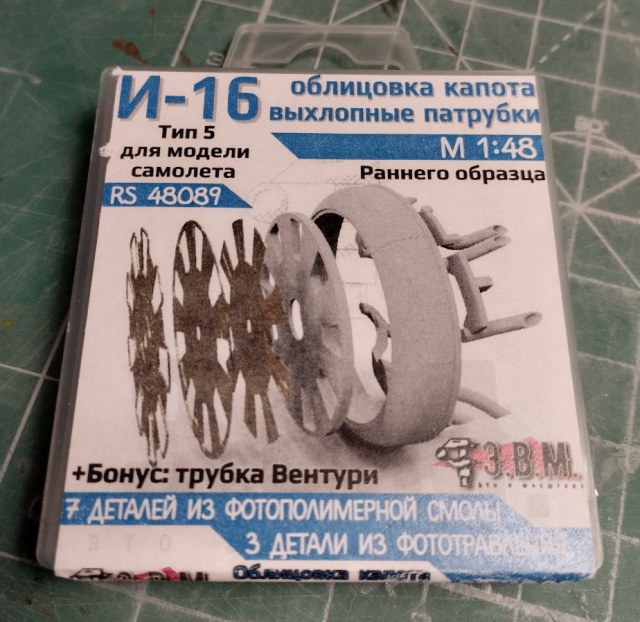 И-16
облицовка капота
выхлопные патрубки
Тип 5
для модели
самолета
М 1:48
Раннего образца
RS 48089
+Бонус: трубка Вентури
Э.В.М.
7 ДЕТАЛЕЙ ИЗ ФОТОПОЛИМЕРНОЙ СМОЛЫ
3 ДЕТАЛИ ИЗ
Э.В.М.
Облицовка капота